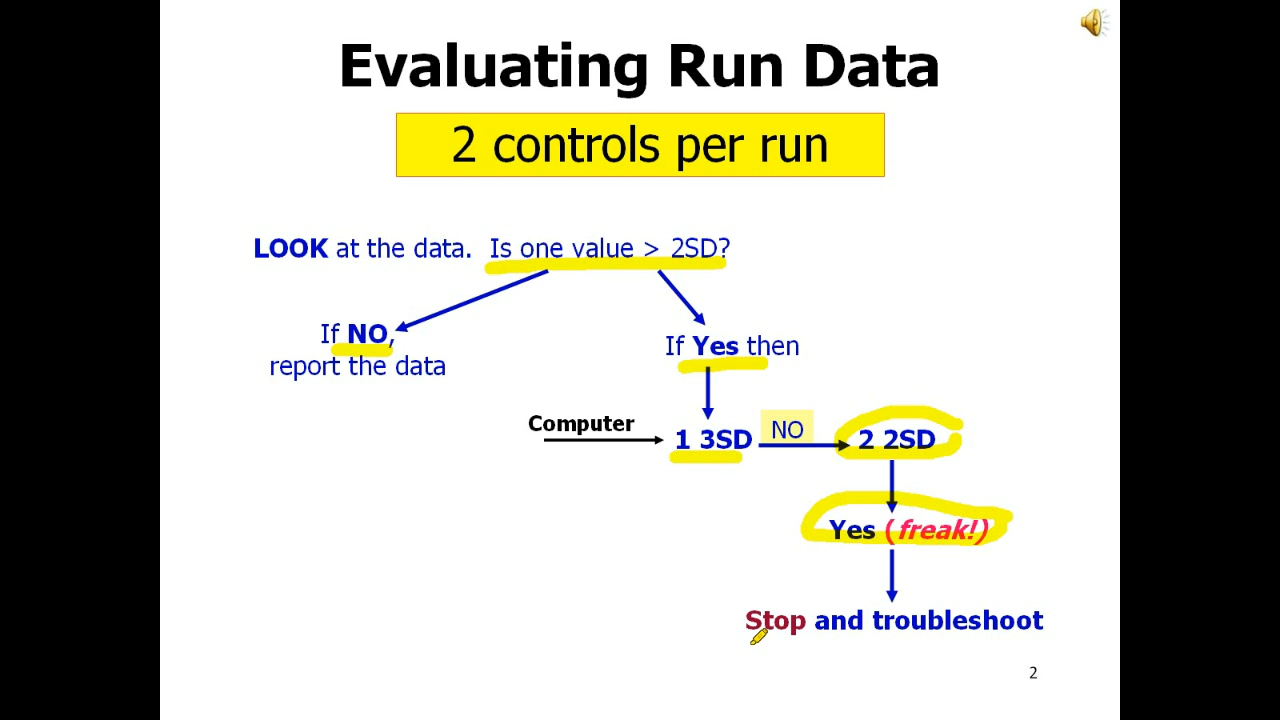 Evaluating Run Data
2 controls per run
LOOK at the data. Is one value > 2SD?
If NO,
report the data
If Yes then
Computer
1 3SD
NO
2 2SD
Yes (freak!)
Stop and troubleshoot
2